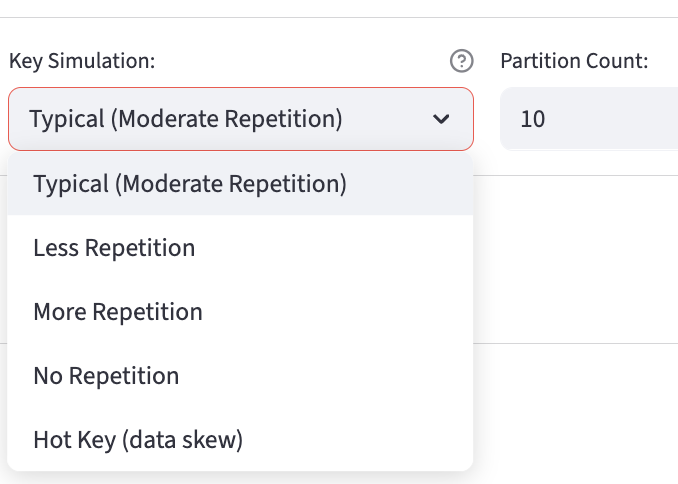 Key Simulation:
Partition Count:
Typical (Moderate Repetition)
10
Typical (Moderate Repetition)
Less Repetition
More Repetition
No Repetition
Hot Key (data skew)